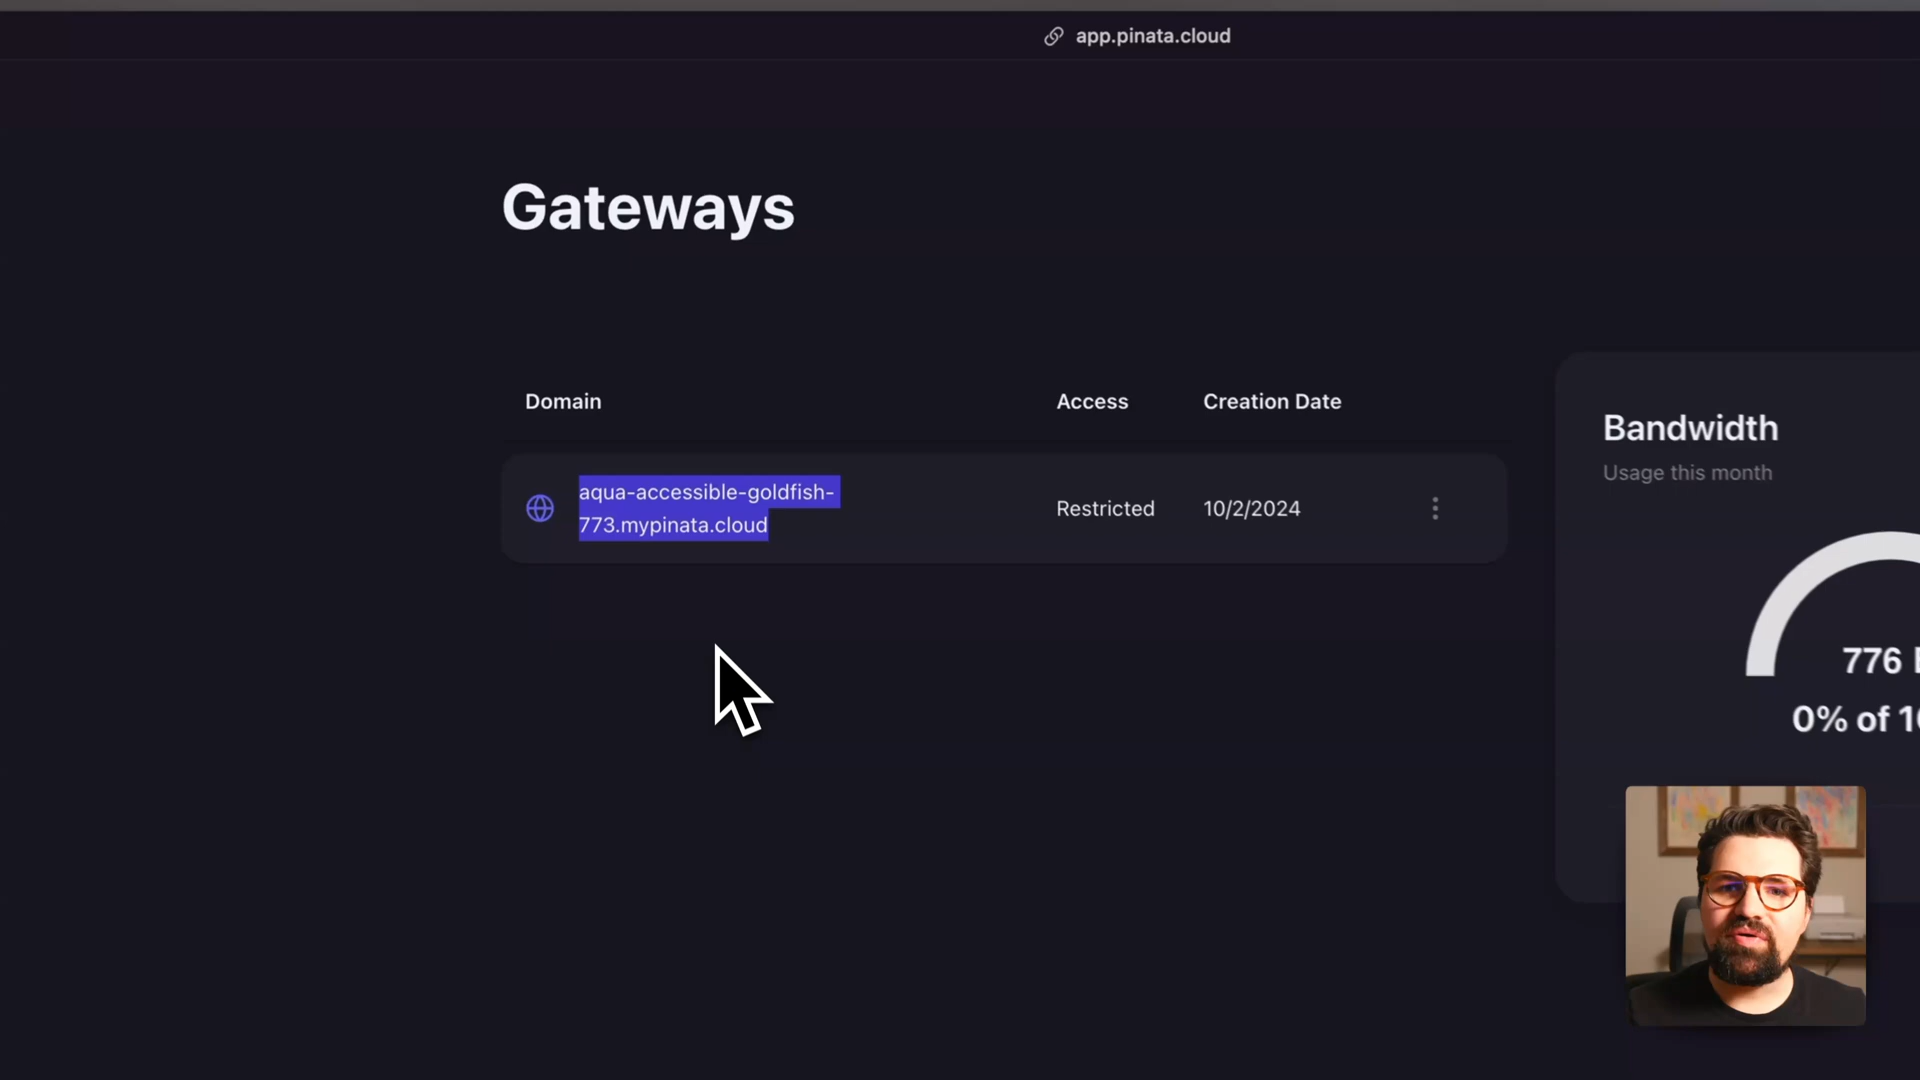 app.pinata.cloud
Gateways
Domain
Access
Creation Date
aqua-accessible-goldfish-
773.mypinata.cloud
Restricted
10/2/2024
Bandwidth
Usage this month
776
0% of